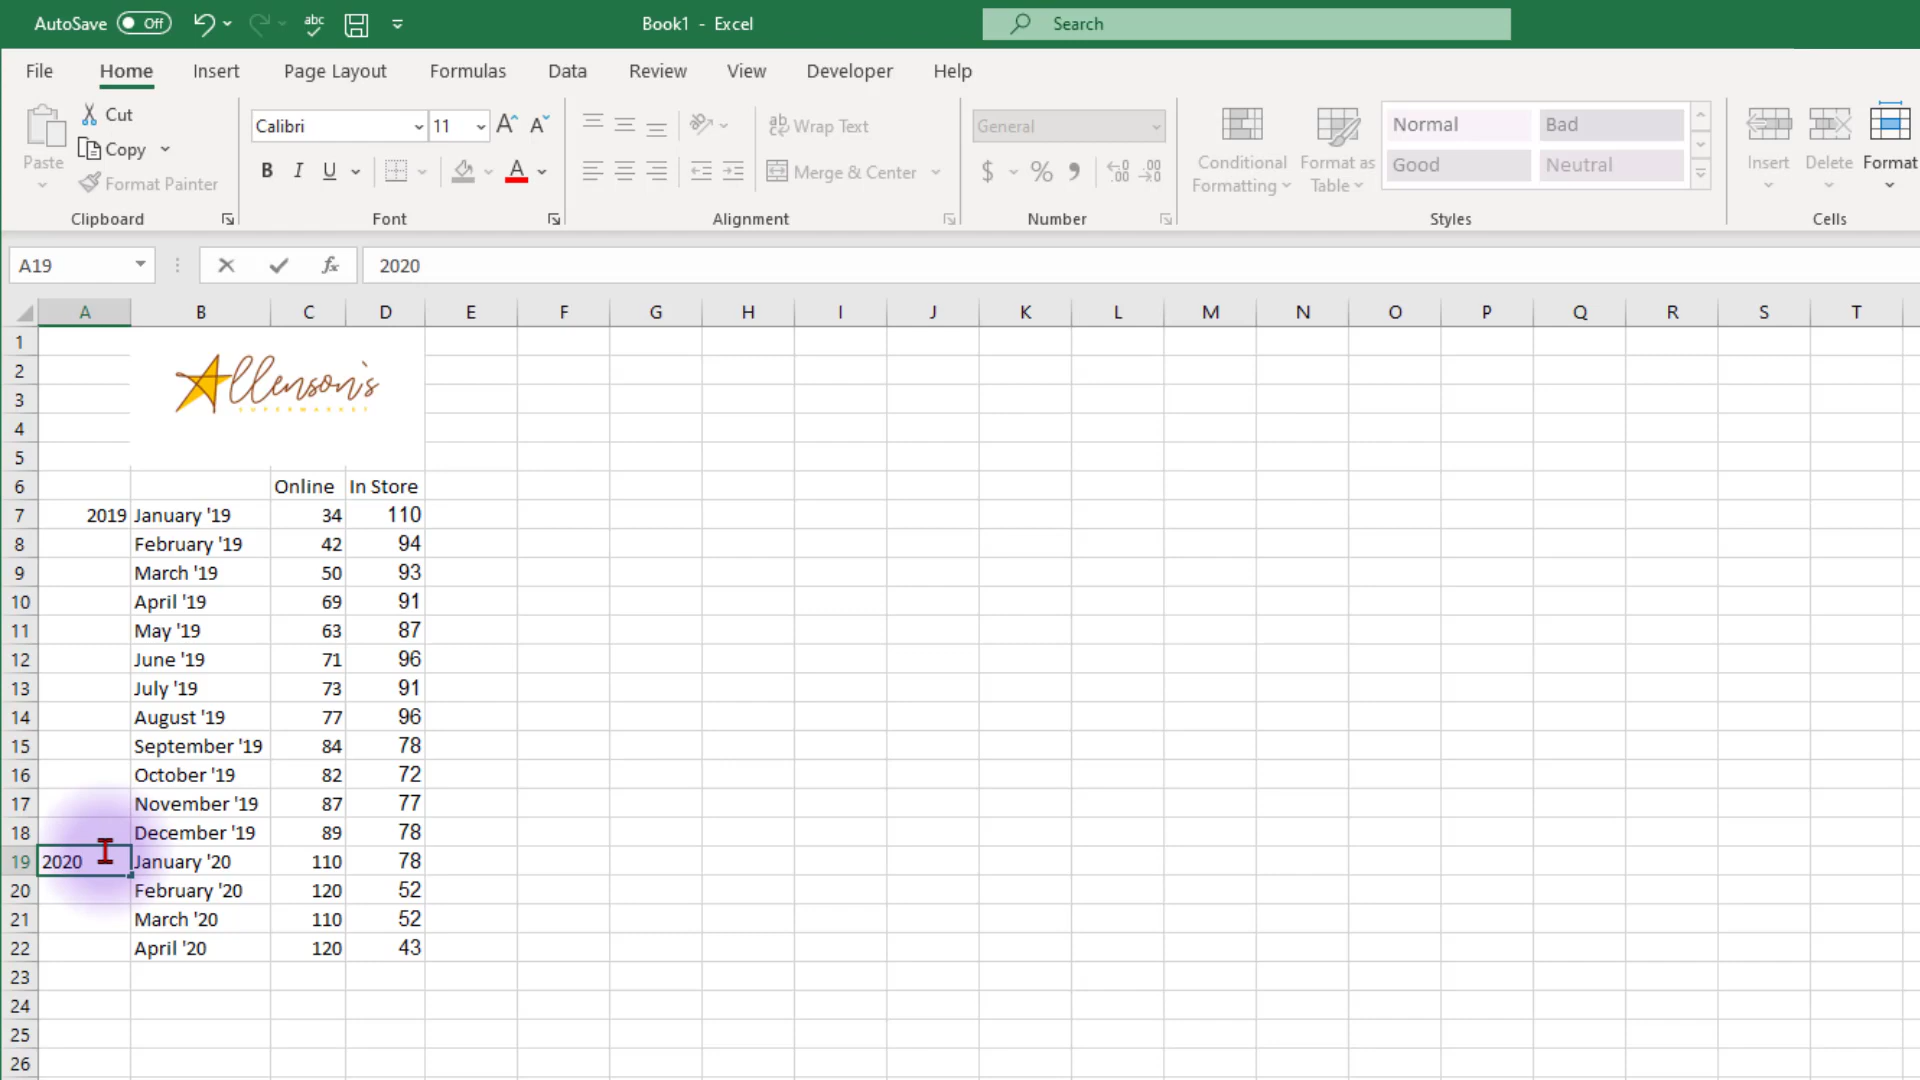 AutoSave Off Book1 - Excel Search
File Home Insert Page Layout Formulas Data Review View Developer Help
Paste
Cut
Copy
Format Painter
Clipboard
Calibri 11
B I U A
Font
ab Wrap Text
Merge & Center
Alignment
General
$ % 9
Number
Conditional Formatting
Format as Table
Normal Bad
Good Neutral
Styles
Insert Delete Format
Cells
A19 fx 2020
A B C D E F G H I J K L M N O P Q R S T
1
2
3 Allenson's
SUPERMARKET
4
5
6 Online In Store
7 2019 January '19 34 110
8 February '19 42 94
9 March '19 50 93
10 April '19 69 91
11 May '19 63 87
12 June '19 71 96
13 July '19 73 91
14 August '19 77 96
15 September '19 84 78
16 October '19 82 72
17 November '19 87 77
18 December '19 89 78
19 2020 January '20 110 78
20 February '20 120 52
21 March '20 110 52
22 April '20 120 43
23
24
25
26